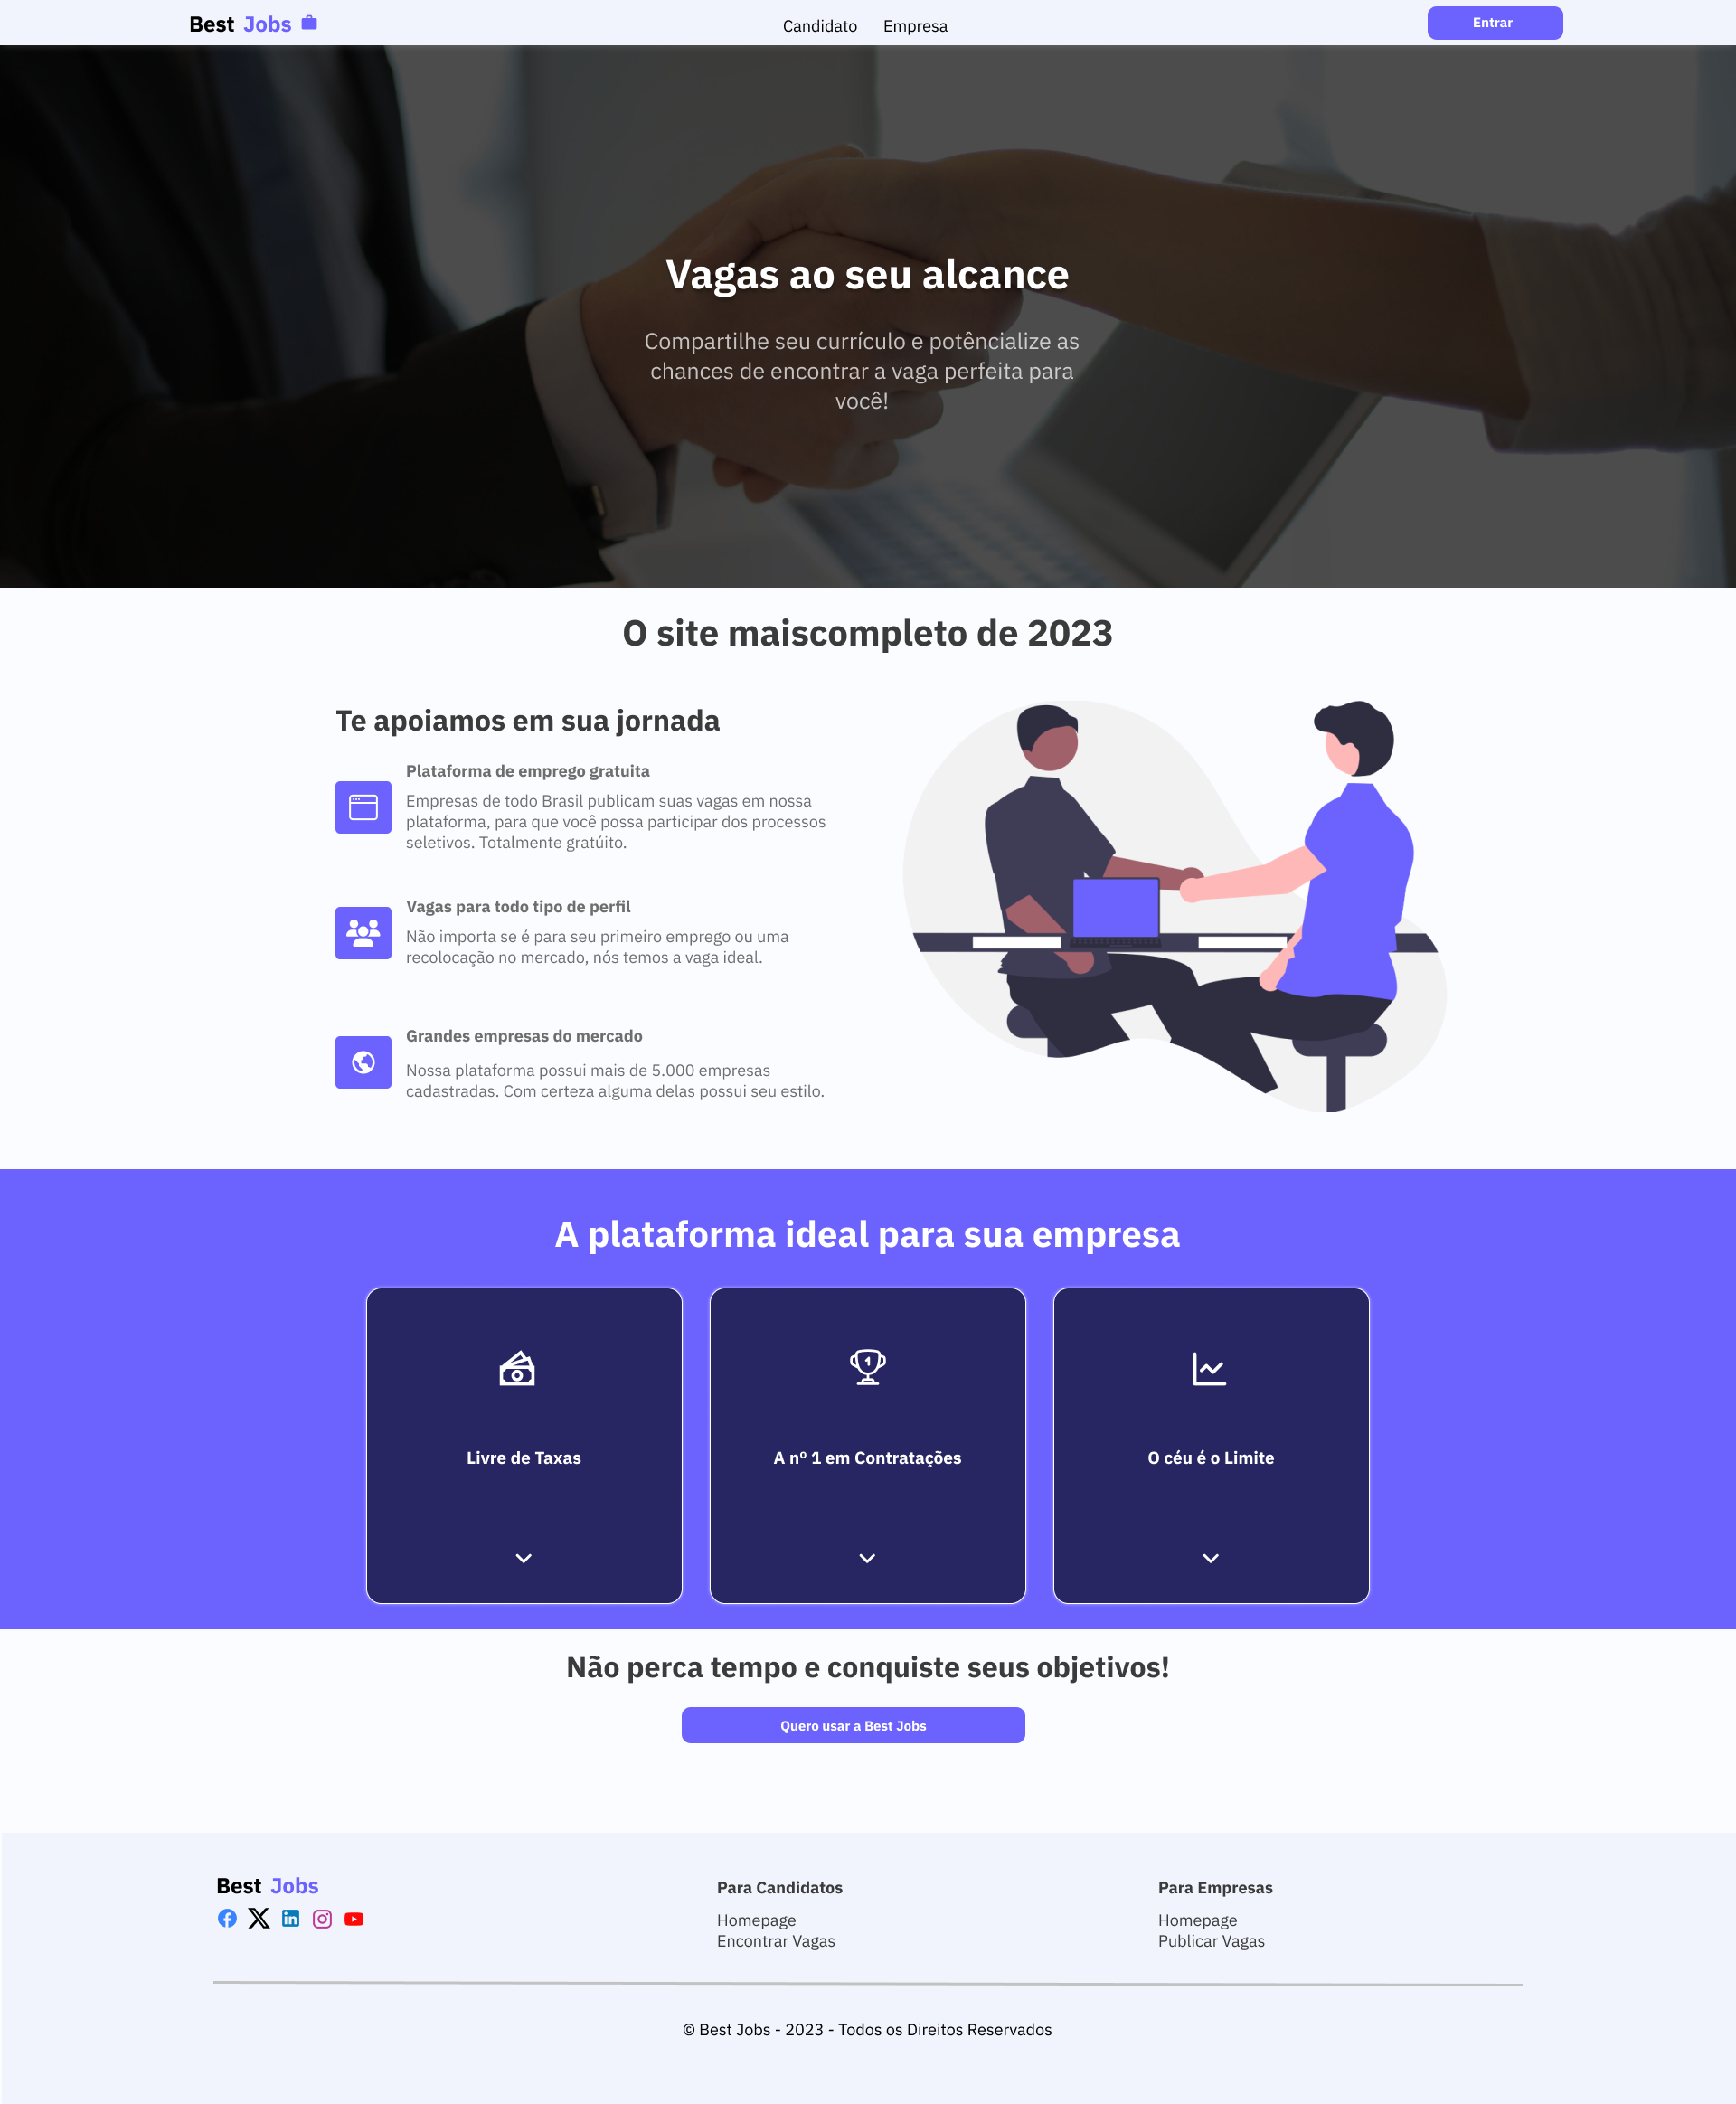 Best Jobs
Candidato
Empresa
Entrar
Vagas ao seu alcance
Compartilhe seu currículo e potêncialize as
chances de encontrar a vaga perfeita para
você!
O site maiscompleto de 2023
Te apoiamos em sua jornada
Plataforma de emprego gratuita
Empresas de todo Brasil publicam suas vagas em nossa
plataforma, para que você possa participar dos processos
seletivos. Totalmente gratúito.
Vagas para todo tipo de perfil
Não importa se é para seu primeiro emprego ou uma
recolocação no mercado, nós temos a vaga ideal.
Grandes empresas do mercado
Nossa plataforma possui mais de 5.000 empresas
cadastradas. Com certeza alguma delas possui seu estilo.
A plataforma ideal para sua empresa
1
Livre de Taxas
A nº 1 em Contratações
O céu é o Limite
Não perca tempo e conquiste seus objetivos!
Quero usar a Best Jobs
Best Jobs
Para Candidatos
Homepage
Encontrar Vagas
Para Empresas
Homepage
Publicar Vagas
© Best Jobs - 2023 - Todos os Direitos Reservados